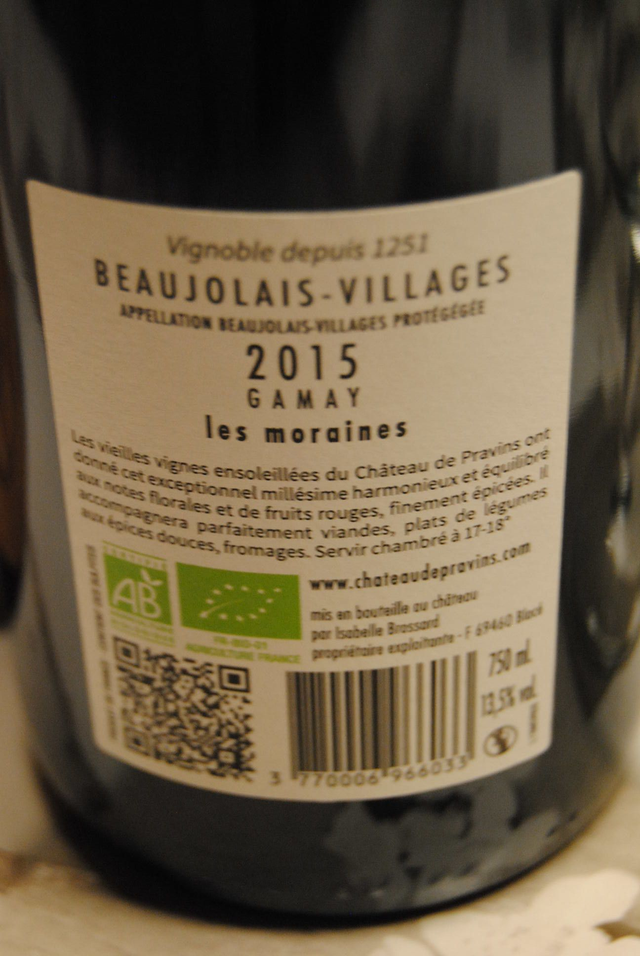 Vignoble depuis 1251
BEAUJOLAIS-VILLAGES
APPELLATION BEAUJOLAIS-VILLAGES PROTÉGÉGÉE
2015
GAMAY
les moraines
Les vieilles vignes ensoleillées du Château de Pravins ont
donné cet exceptionnel millésime harmonieux et équilibré
aux notes florales et de fruits rouges, finement épicées. Il
accompagnera parfaitement viandes, plats de légumes
aux épices douces, fromages. Servir chambré à 17-18°
AB
FR-BIO-01
AGRICULTURE FRANCE
www.chateaudepravins.com
mis en bouteille au château
par Isabelle Brossard
propriétaire exploitante - F 69460 Blacé
750 ml
13,5% vol.
3 770006 966033